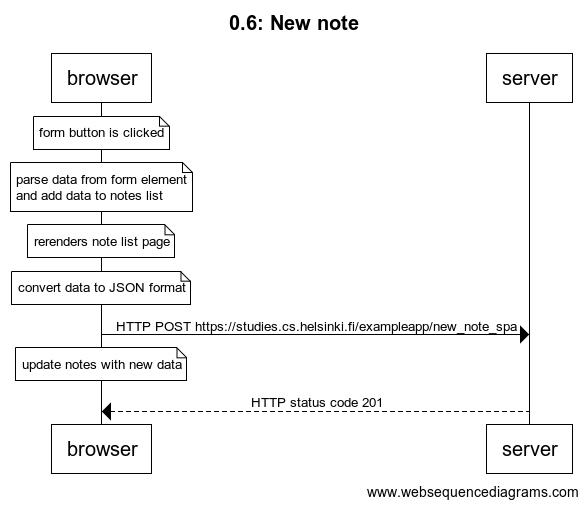 0.6: New note
browser
server
form button is clicked
parse data from form element
and add data to notes list
rerenders note list page
convert data to JSON format
HTTP POST https://studies.cs.helsinki.fi/exampleapp/new_note_spa
update notes with new data
HTTP status code 201
browser
server
www.websequencediagrams.com